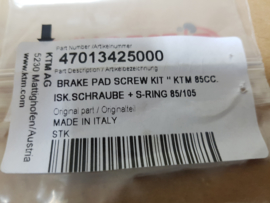 Part Number /Artikelnummer
47013425000
Part Description / Artikelbezeichnung
BRAKE PAD SCREW KIT " KTM 85CC.
ISK.SCHRAUBE + S-RING 85/105
Original part / Originalteil
MADE IN ITALY
STK
KTM AG
5230 Mattighofen/Austria
www.ktm.com